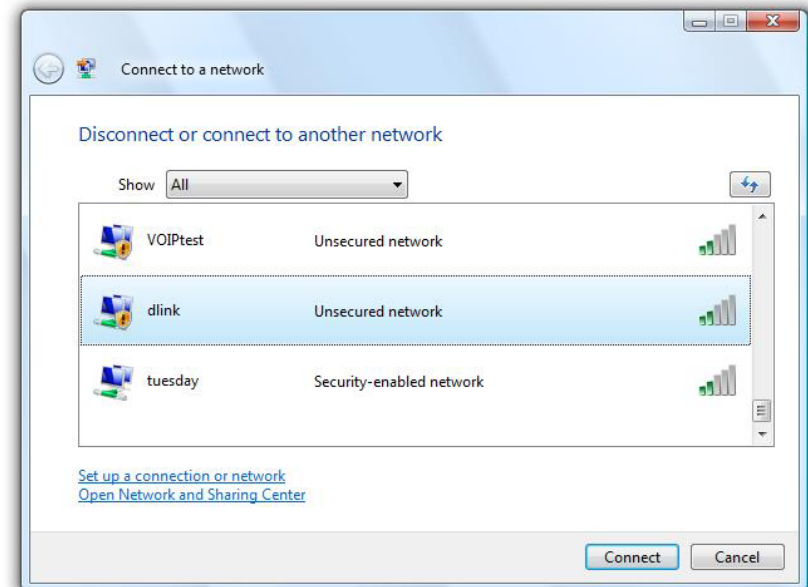 Connect to a network
Disconnect or connect to another network
Show All
VOIPtest Unsecured network
dlink Unsecured network
tuesday Security-enabled network
Set up a connection or network
Open Network and Sharing Center
Connect Cancel